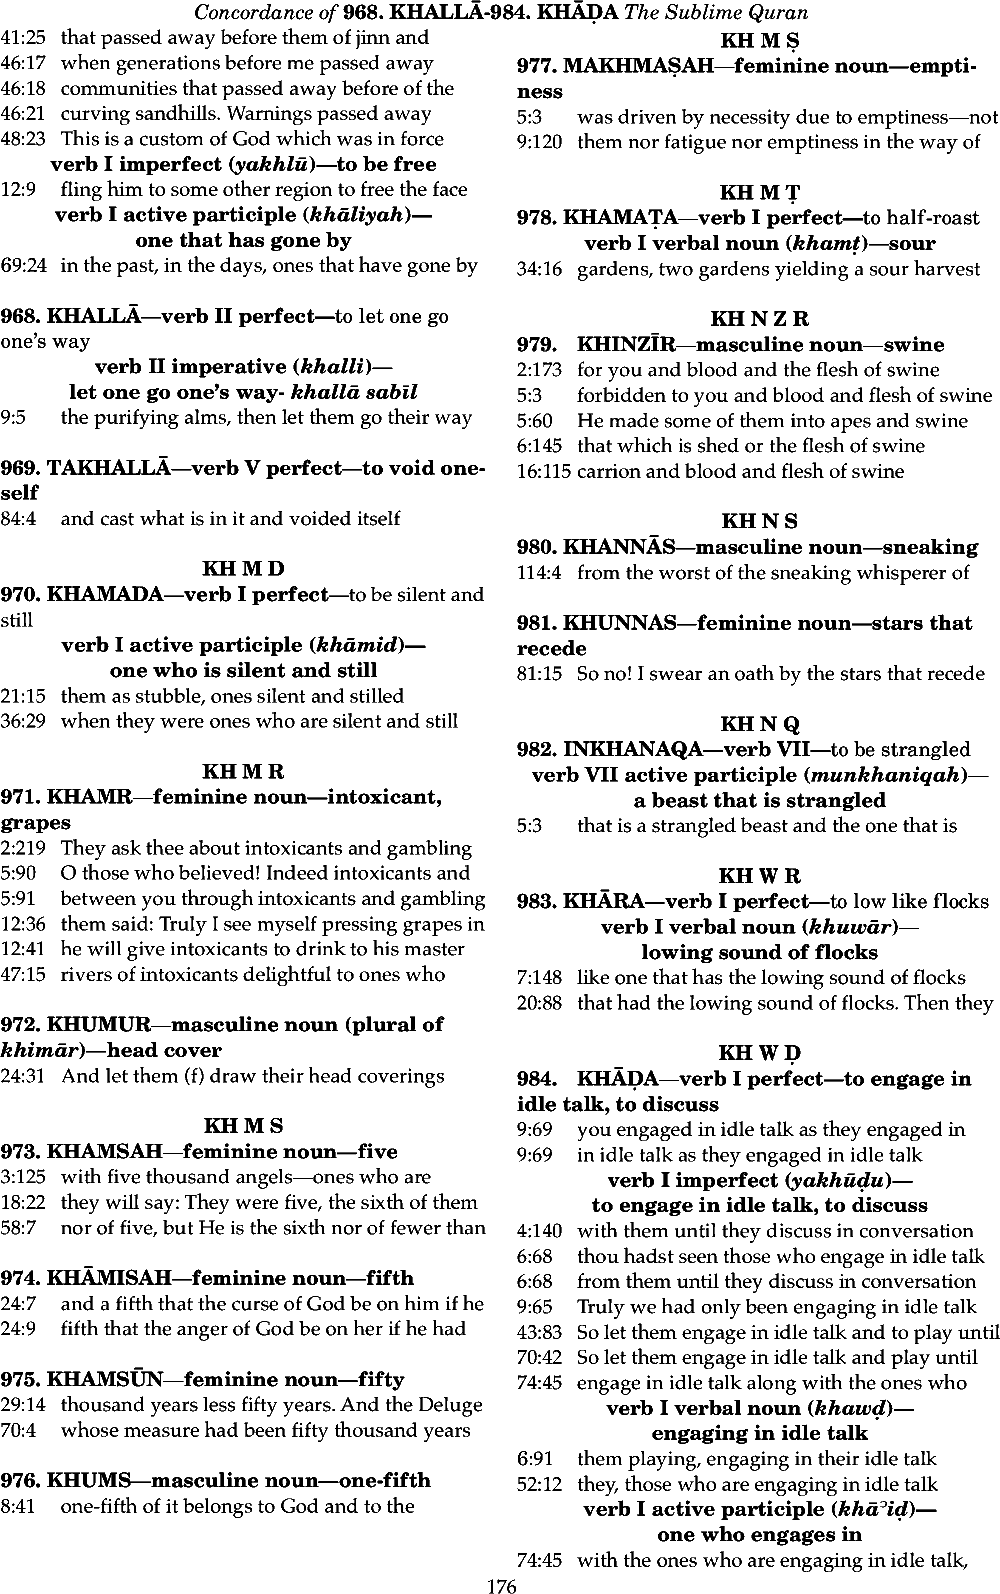 Concordance of 968. KHALLĀ-984. KHĀḌA The Sublime Quran
41:25 that passed away before them of jinn and
46:17 when generations before me passed away
46:18 communities that passed away before of the
46:21 curving sandhills. Warnings passed away
48:23 This is a custom of God which was in force
verb I imperfect (yakhlū)—to be free
12:9 fling him to some other region to free the face
verb I active participle (khāliyah)—
one that has gone by
69:24 in the past, in the days, ones that have gone by
968. KHALLĀ—verb II perfect—to let one go
one's way
verb II imperative (khalli)—
let one go one's way- khallā sabīl
9:5 the purifying alms, then let them go their way
969. TAKHALLĀ—verb V perfect—to void one-
self
84:4 and cast what is in it and voided itself
KH M D
970. KHAMADA—verb I perfect—to be silent and
still
verb I active participle (khāmid)—
one who is silent and still
21:15 them as stubble, ones silent and stilled
36:29 when they were ones who are silent and still
KH M R
971. KHAMR—feminine noun—intoxicant,
grapes
2:219 They ask thee about intoxicants and gambling
5:90 O those who believed! Indeed intoxicants and
5:91 between you through intoxicants and gambling
12:36 them said: Truly I see myself pressing grapes in
12:41 he will give intoxicants to drink to his master
47:15 rivers of intoxicants delightful to ones who
972. KHUMUR—masculine noun (plural of
khimār)—head cover
24:31 And let them (f) draw their head coverings
KH M S
973. KHAMSAH—feminine noun—five
3:125 with five thousand angels—ones who are
18:22 they will say: They were five, the sixth of them
58:7 nor of five, but He is the sixth nor of fewer than
974. KHĀMISAH—feminine noun—fifth
24:7 and a fifth that the curse of God be on him if he
24:9 fifth that the anger of God be on her if he had
975. KHAMSŪN—feminine noun—fifty
29:14 thousand years less fifty years. And the Deluge
70:4 whose measure had been fifty thousand years
976. KHUMS—masculine noun—one-fifth
8:41 one-fifth of it belongs to God and to the
KH M Ṣ
977. MAKHMAṢAH—feminine noun—empti-
ness
5:3 was driven by necessity due to emptiness—not
9:120 them nor fatigue nor emptiness in the way of
KH M Ṭ
978. KHAMAṬA—verb I perfect—to half-roast
verb I verbal noun (khamṭ)—sour
34:16 gardens, two gardens yielding a sour harvest
KH N Z R
979. KHINZĪR—masculine noun—swine
2:173 for you and blood and the flesh of swine
5:3 forbidden to you and blood and flesh of swine
5:60 He made some of them into apes and swine
6:145 that which is shed or the flesh of swine
16:115 carrion and blood and flesh of swine
KH N S
980. KHANNĀS—masculine noun—sneaking
114:4 from the worst of the sneaking whisperer of
981. KHUNNAS—feminine noun—stars that
recede
81:15 So no! I swear an oath by the stars that recede
KH N Q
982. INKHANAQA—verb VII—to be strangled
verb VII active participle (munkhaniqah)—
a beast that is strangled
5:3 that is a strangled beast and the one that is
KH W R
983. KHĀRA—verb I perfect—to low like flocks
verb I verbal noun (khuwār)—
lowing sound of flocks
7:148 like one that has the lowing sound of flocks
20:88 that had the lowing sound of flocks. Then they
KH W Ḍ
984. KHĀḌA—verb I perfect—to engage in
idle talk, to discuss
9:69 you engaged in idle talk as they engaged in
9:69 in idle talk as they engaged in idle talk
verb I imperfect (yakhūḍu)—
to engage in idle talk, to discuss
4:140 with them until they discuss in conversation
6:68 thou hadst seen those who engage in idle talk
6:68 from them until they discuss in conversation
9:65 Truly we had only been engaging in idle talk
43:83 So let them engage in idle talk and to play until
70:42 So let them engage in idle talk and play until
74:45 engage in idle talk along with the ones who
verb I verbal noun (khawḍ)—
engaging in idle talk
6:91 them playing, engaging in their idle talk
52:12 they, those who are engaging in idle talk
verb I active participle (khāʾiḍ)—
one who engages in
74:45 with the ones who are engaging in idle talk,
176